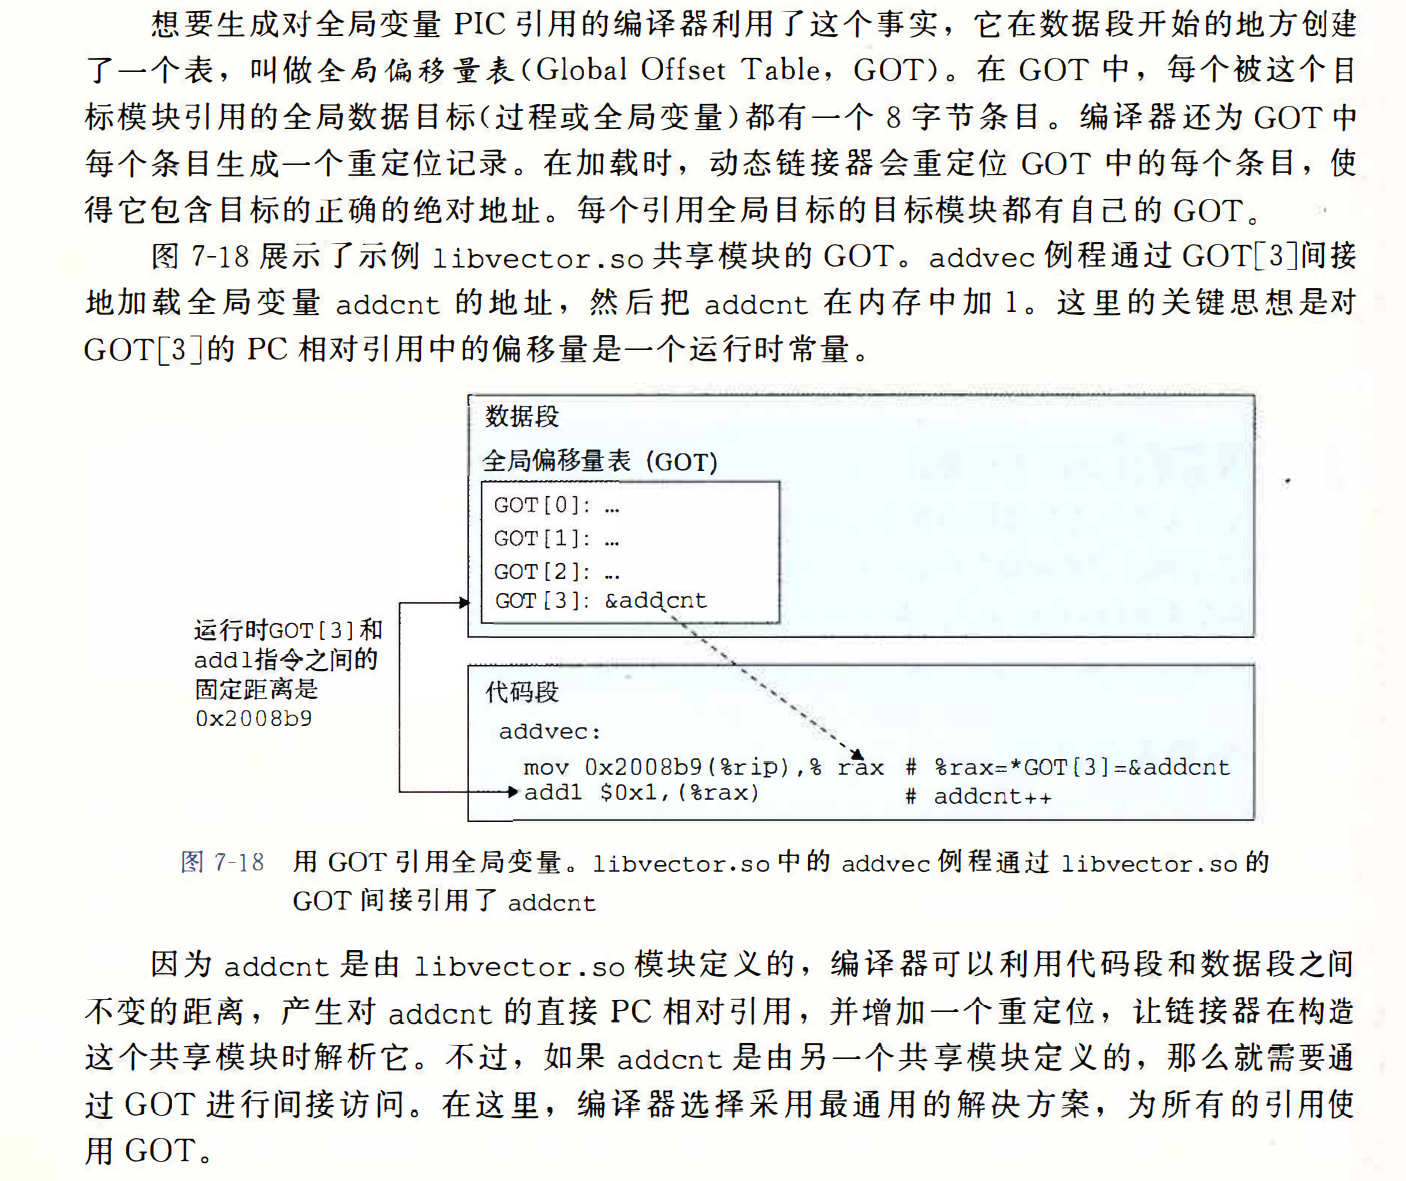 想要生成对全局变量 PIC 引用的编译器利用了这个事实，它在数据段开始的地方创建
了一个表，叫做全局偏移量表(Global Offset Table，GOT)。在 GOT 中，每个被这个目
标模块引用的全局数据目标(过程或全局变量)都有一个 8 字节条目。编译器还为 GOT 中
每个条目生成一个重定位记录。在加载时，动态链接器会重定位 GOT 中的每个条目，使
得它包含目标的正确的绝对地址。每个引用全局目标的目标模块都有自己的 GOT。
图 7-18 展示了示例 libvector.so 共享模块的 GOT。addvec 例程通过 GOT[3]间接
地加载全局变量 addcnt 的地址，然后把 addcnt 在内存中加 1。这里的关键思想是对
GOT[3]的 PC 相对引用中的偏移量是一个运行时常量。
数据段
全局偏移量表 (GOT)
GOT[0]: …
GOT[1]: …
GOT[2]: …
GOT[3]: &addcnt
运行时GOT[3]和
addl指令之间的
固定距离是
0x2008b9
代码段
addvec:
mov 0x2008b9(%rip),% rax # %rax=*GOT[3]=&addcnt
addl $0x1,(%rax) # addcnt++
图 7-18 用 GOT 引用全局变量。libvector.so 中的 addvec 例程通过 libvector.so 的
GOT 间接引用了 addcnt
因为 addcnt 是由 libvector.so 模块定义的，编译器可以利用代码段和数据段之间
不变的距离，产生对 addcnt 的直接 PC 相对引用，并增加一个重定位，让链接器在构造
这个共享模块时解析它。不过，如果 addcnt 是由另一个共享模块定义的，那么就需要通
过 GOT 进行间接访问。在这里，编译器选择采用最通用的解决方案，为所有的引用使
用 GOT。